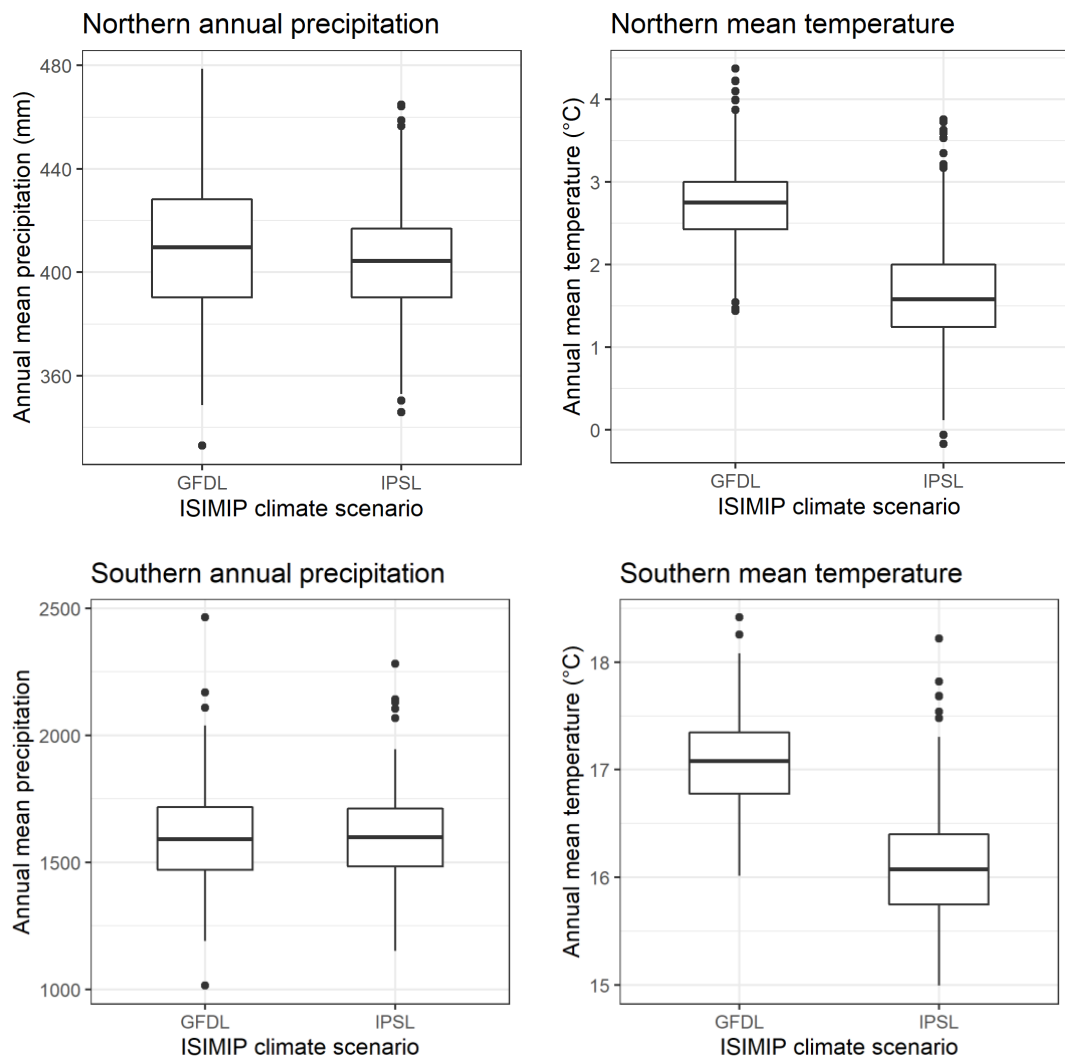 Northern annual precipitation
Annual mean precipitation (mm)
480
440
400
360
GFDL
IPSL
ISIMIP climate scenario
Northern mean temperature
Annual mean temperature (°C)
4
3
2
1
0
GFDL
IPSL
ISIMIP climate scenario
Southern annual precipitation
Annual mean precipitation
2500
2000
1500
1000
GFDL
IPSL
ISIMIP climate scenario
Southern mean temperature
Annual mean temperature (°C)
18
17
16
15
GFDL
IPSL
ISIMIP climate scenario